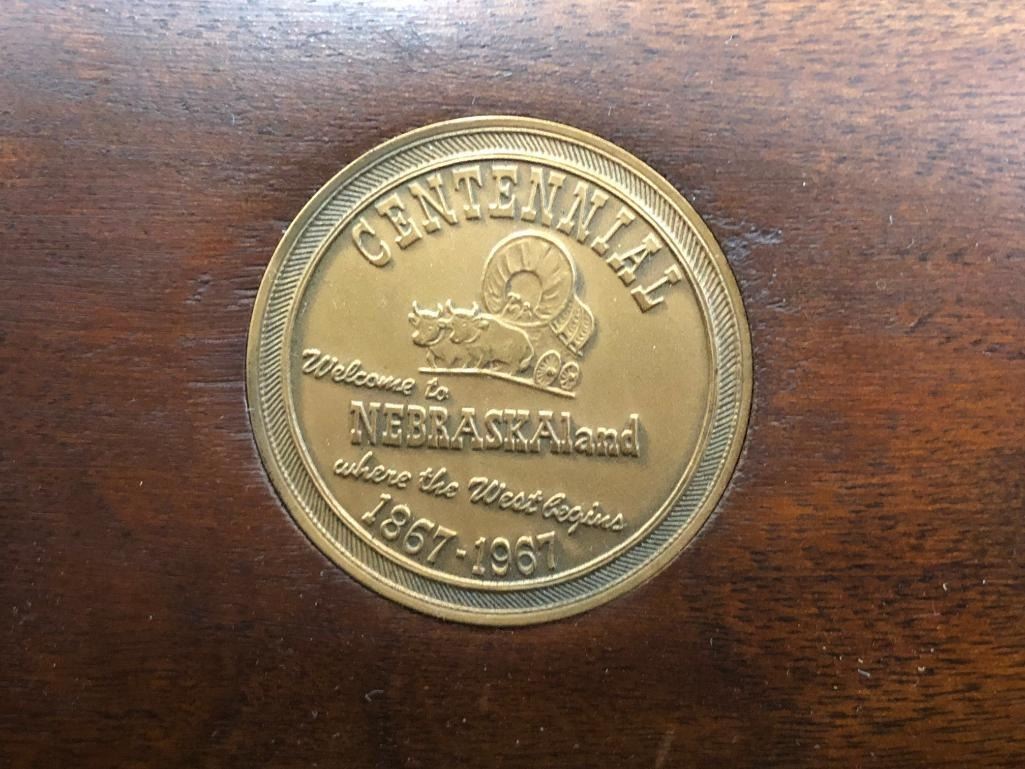 CENTENNIAL
Welcome to
NEBRASKAland
where the West begins
1867-1967